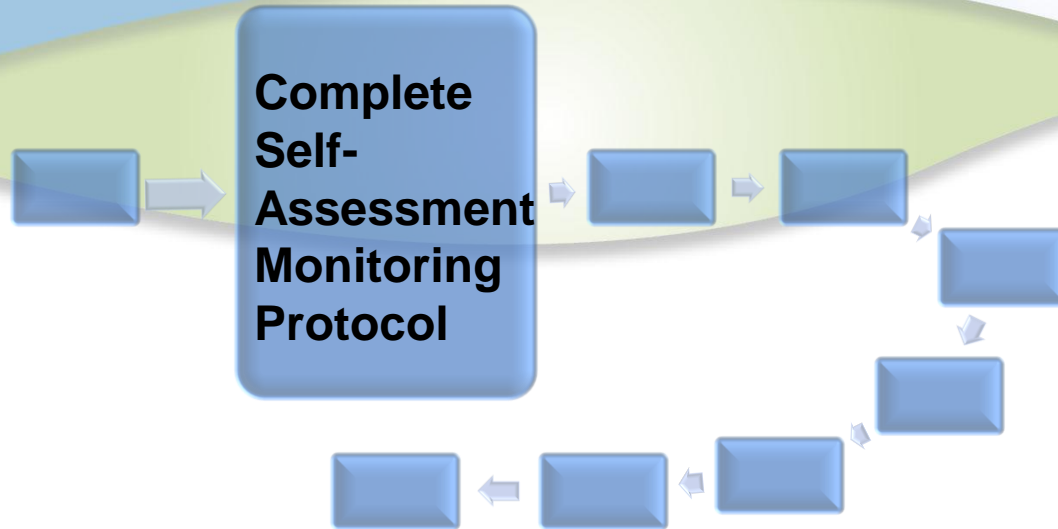 Complete
Self-
Assessment
Monitoring
Protocol